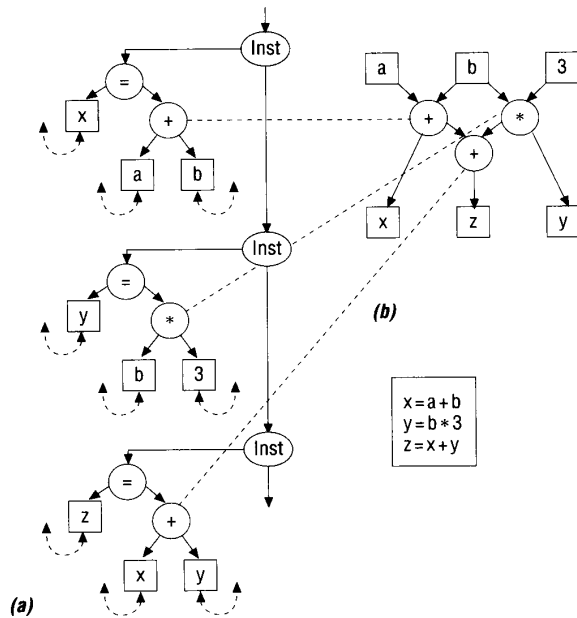 Inst
=
x
+
a
b
Inst
=
y
*
b
3
Inst
=
z
+
x
y
(a)
a
b
3
+
*
+
x
z
y
(b)
x=a+b
y=b*3
z=x+y